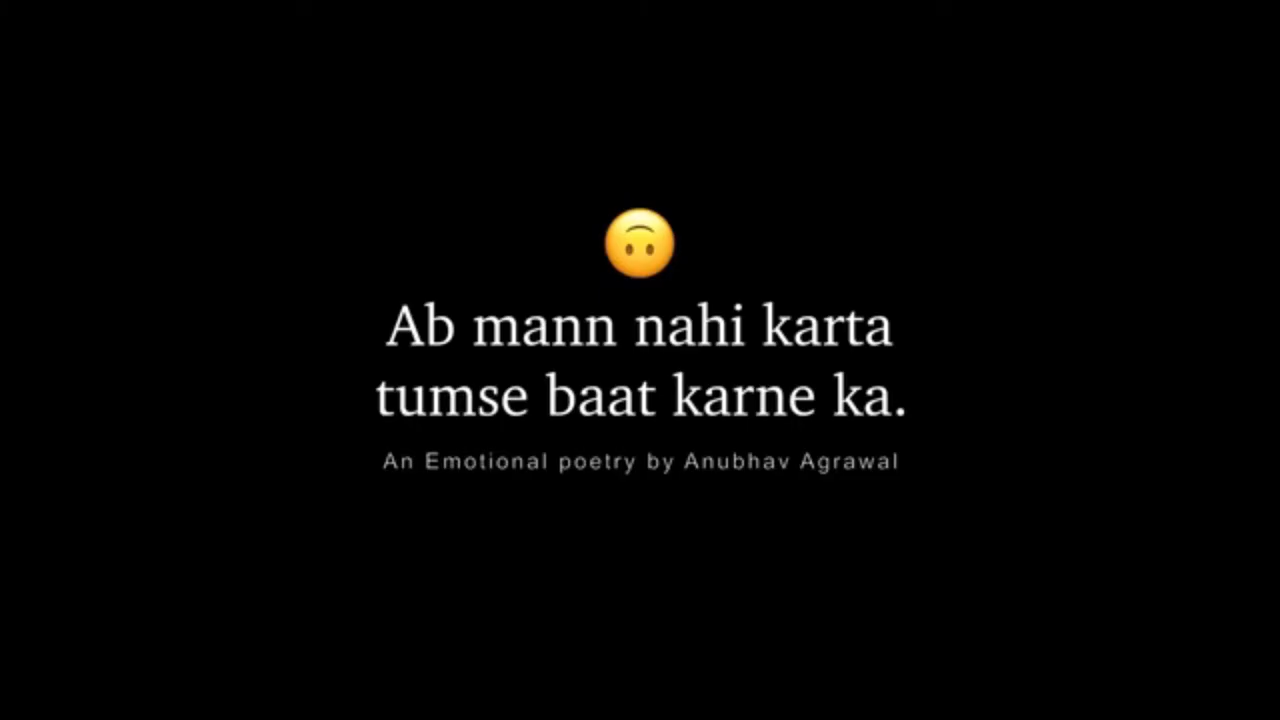 🙃
Ab mann nahi karta
tumse baat karne ka.
An Emotional poetry by Anubhav Agrawal